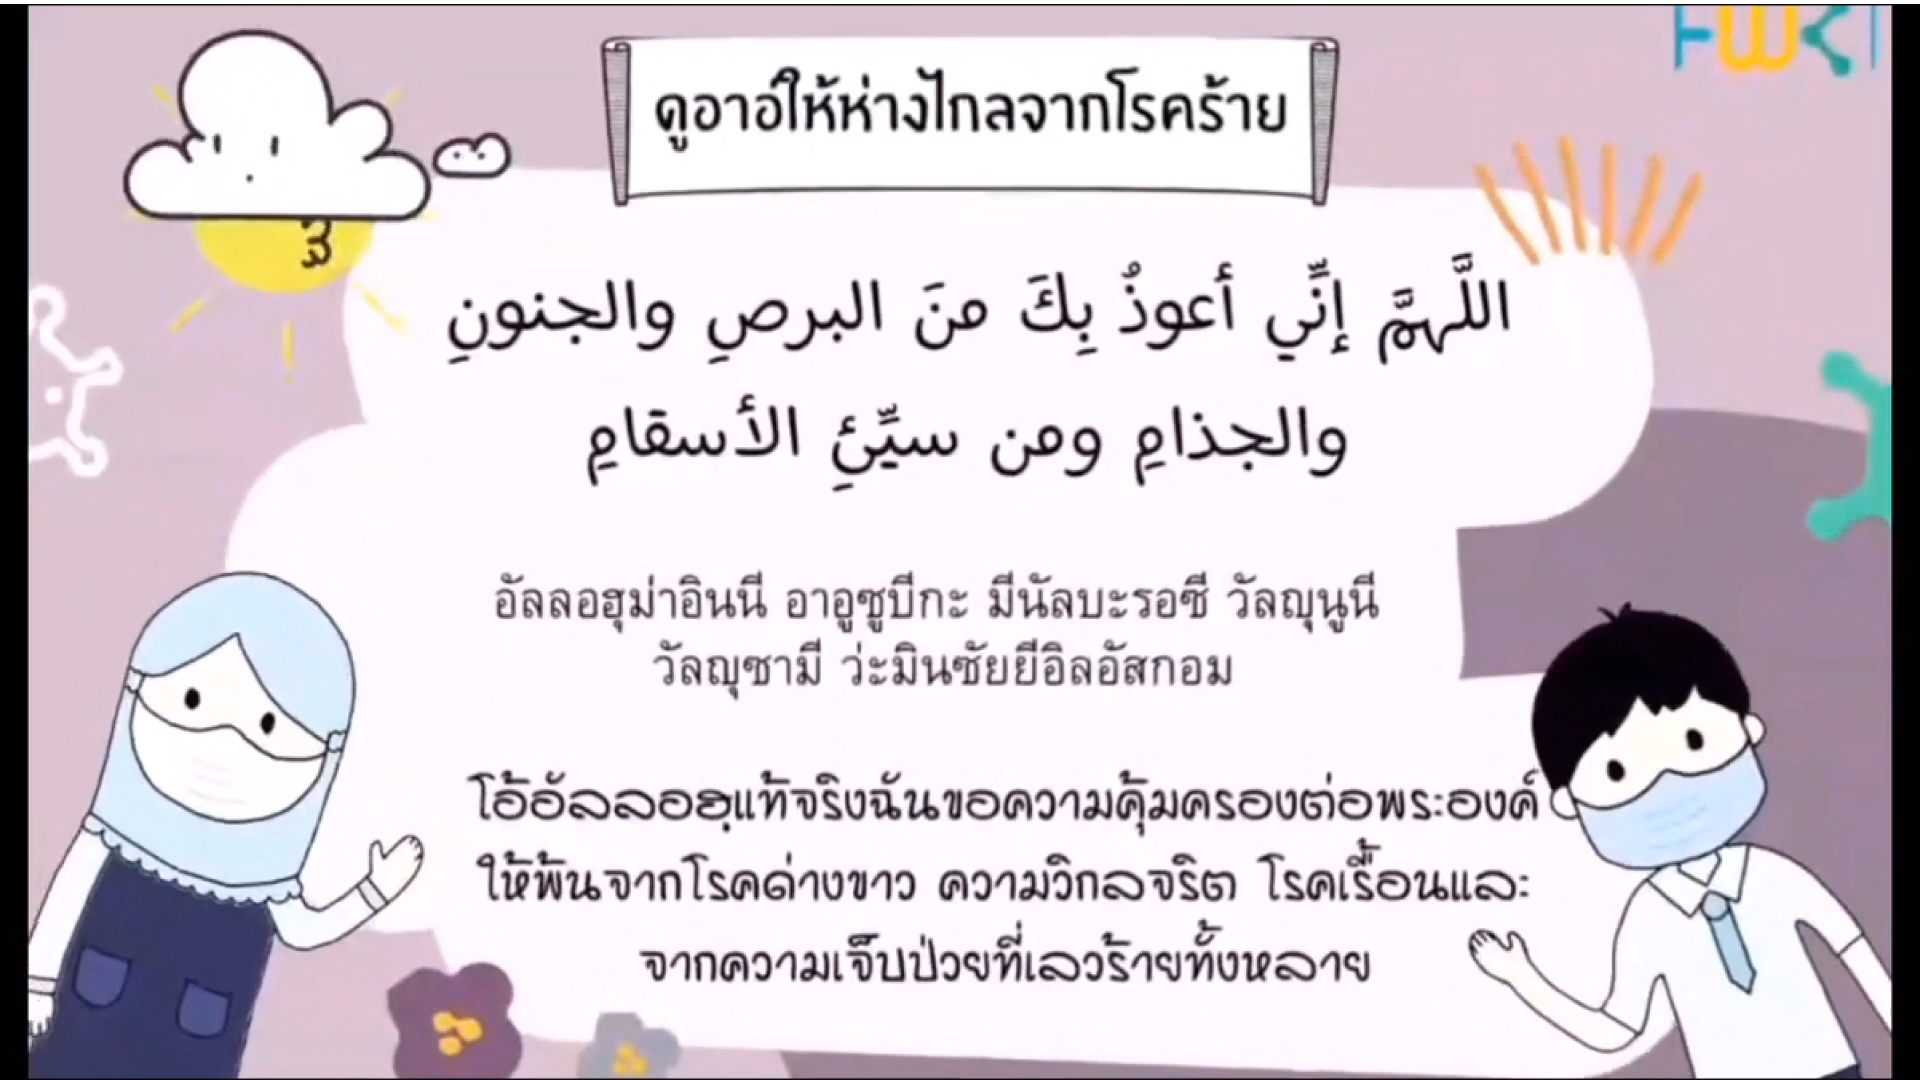 ดูอาอ์ให้ห่างไกลจากโรคร้าย
اللَّهمَّ إنِّي أعوذُ بِكَ منَ البرصِ والجنونِ
والجذامِ ومن سيِّئِ الأسقامِ
อัลลอฮุม่าอินนี อาอูซูบีกะ มีนัลบะรอซี วัลญุนูนี
วัลญุซามี ว่ะมินซัยยีอิลอัสกอม
โอ้อัลลอฮฺแท้จริงฉันขอความคุ้มครองต่อพระองค์
ให้พ้นจากโรคด่างขาว ความวิกลจริต โรคเรื้อนและ
จากความเจ็บป่วยที่เลวร้ายทั้งหลาย